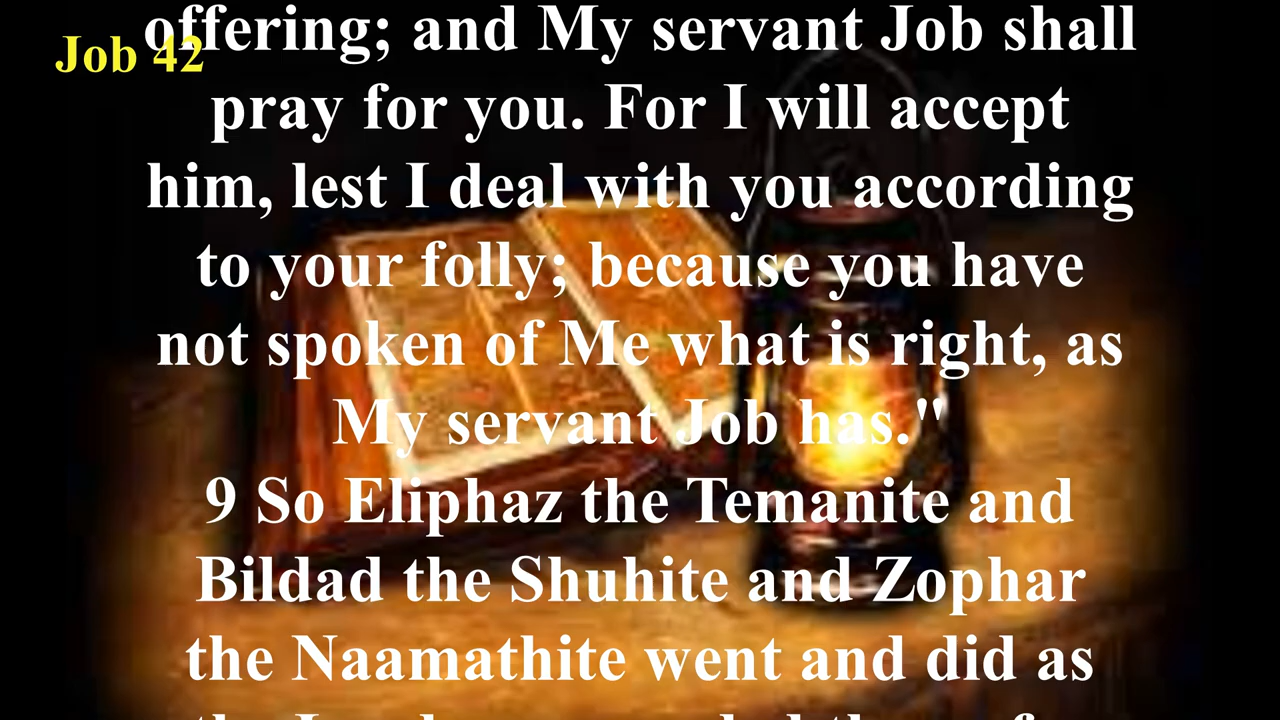 Job 42
offering; and My servant Job shall
pray for you. For I will accept
him, lest I deal with you according
to your folly; because you have
not spoken of Me what is right, as
My servant Job has."
9 So Eliphaz the Temanite and
Bildad the Shuhite and Zophar
the Naamathite went and did as